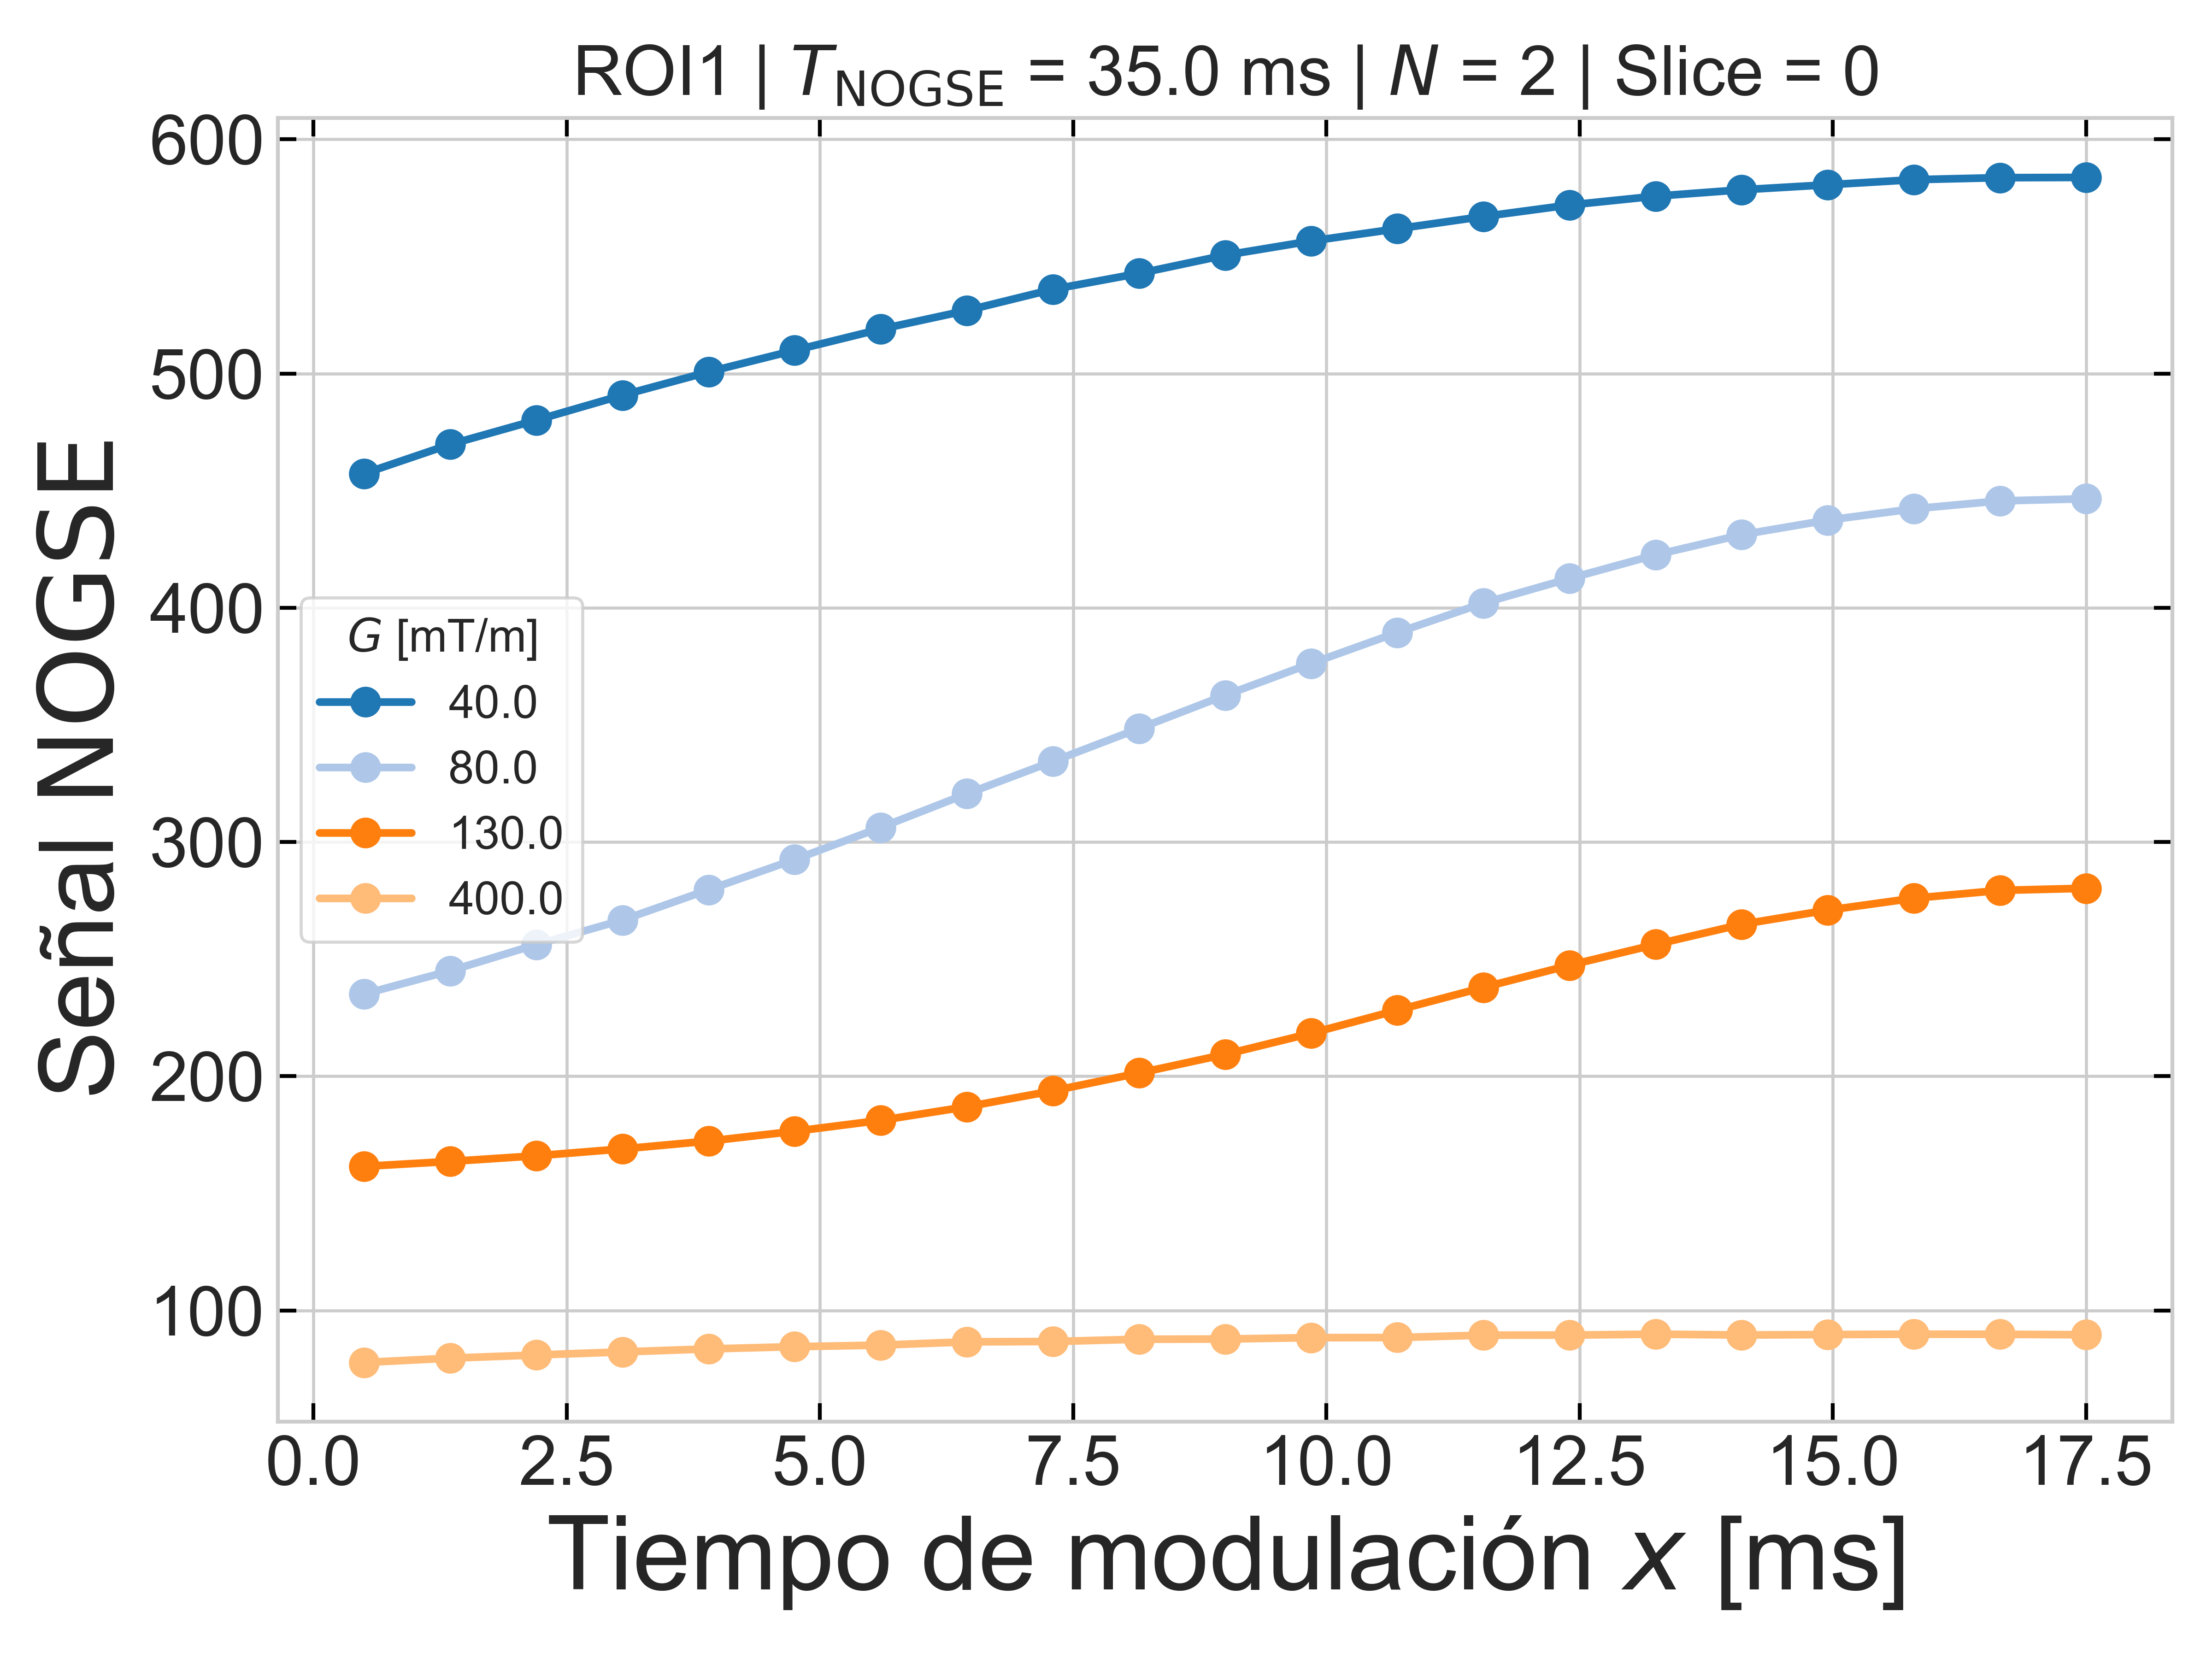 ROI1 | T_NOGSE = 35.0 ms | N = 2 | Slice = 0
Señal NOGSE
600
500
400
300
200
100
G [mT/m]
40.0
80.0
130.0
400.0
0.0 2.5 5.0 7.5 10.0 12.5 15.0 17.5
Tiempo de modulación x [ms]